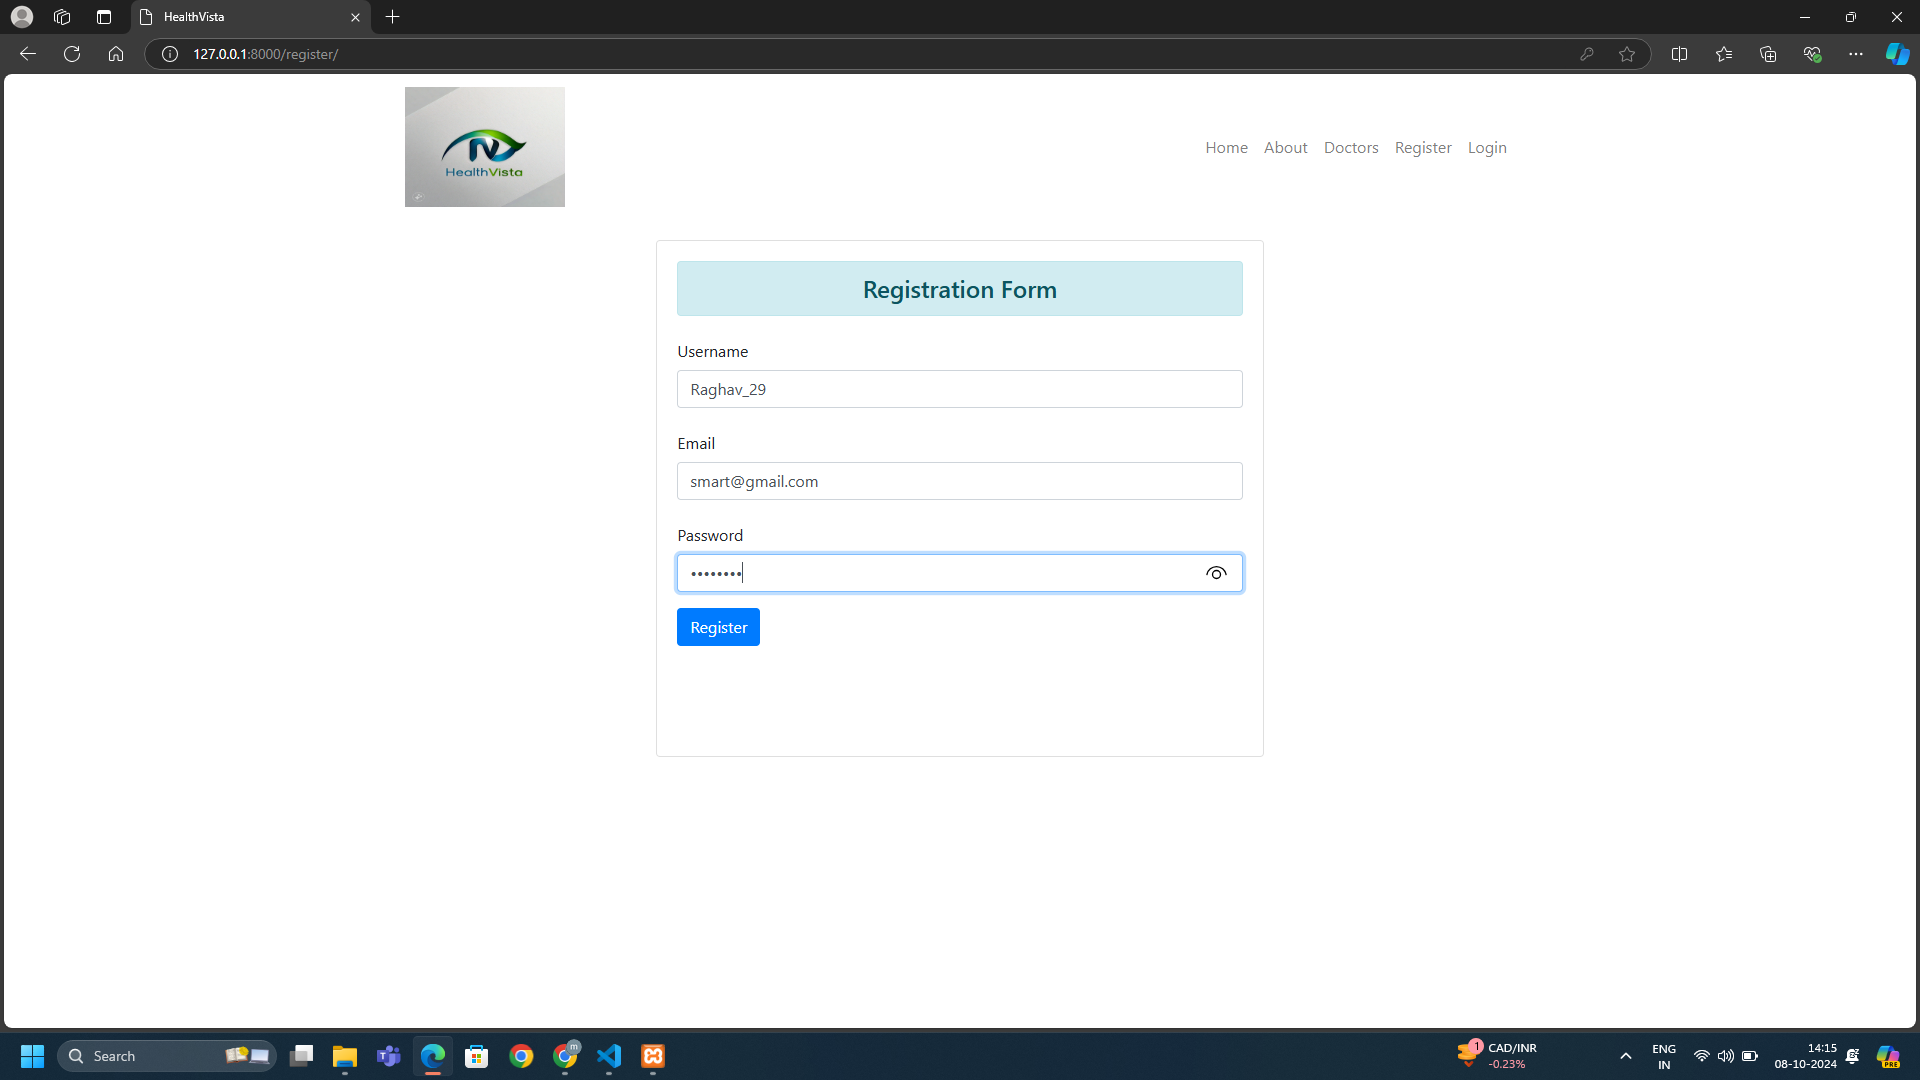 HealthVista
127.0.0.1:8000/register/
HealthVista
Home About Doctors Register Login
Registration Form
Username
Raghav_29
Email
smart@gmail.com
Password
••••••••
Register
Search
m
1
CAD/INR
-0.23%
ENG
IN
14:15
08-10-2024
PRE